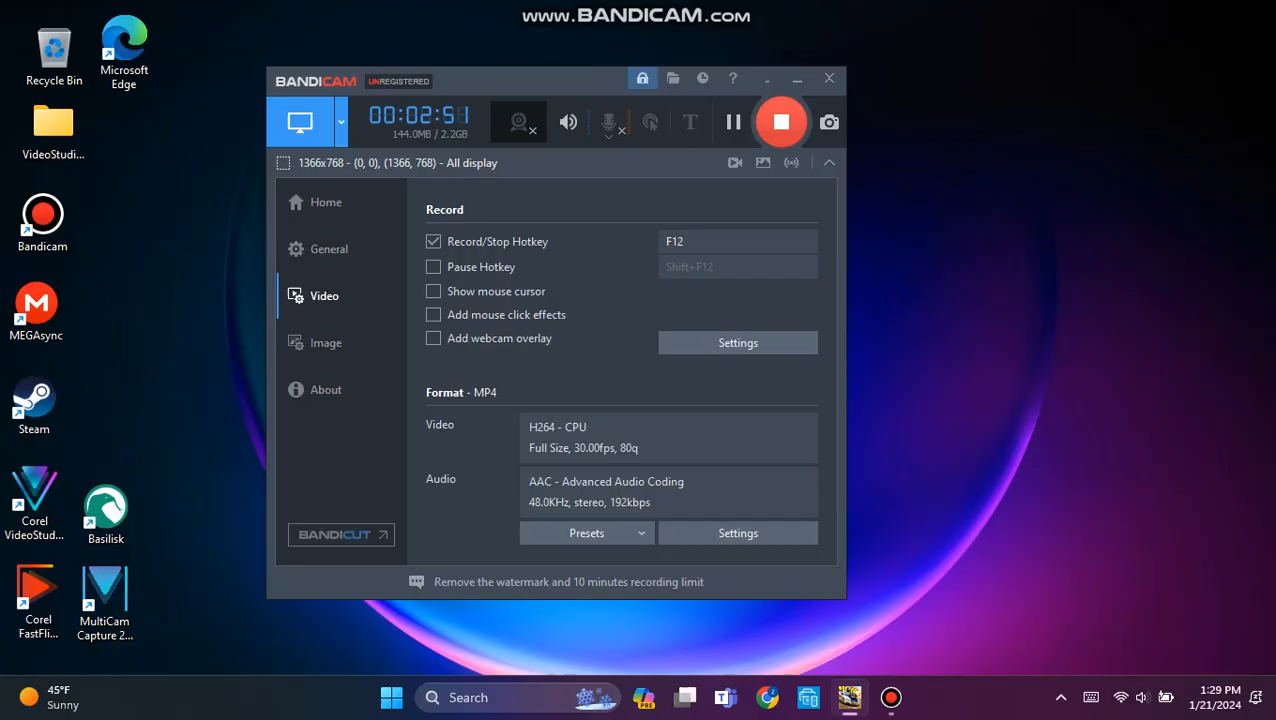 www.BANDICAM.com
Recycle Bin
Microsoft
Edge
VideoStudi...
Bandicam
MEGAsync
Steam
Corel
VideoStud...
Basilisk
Corel
FastFli...
MultiCam
Capture 2...
BANDICAM UNREGISTERED
?
00:02:51
144.0MB / 2.2GB
T
1366x768 - (0, 0), (1366, 768) - All display
Home
General
Video
Image
About
BANDICUT
Record
Record/Stop Hotkey F12
Pause Hotkey Shift+F12
Show mouse cursor
Add mouse click effects
Add webcam overlay
Settings
Format - MP4
Video
H264 - CPU
Full Size, 30.00fps, 80q
Audio
AAC - Advanced Audio Coding
48.0KHz, stereo, 192kbps
Presets Settings
Remove the watermark and 10 minutes recording limit
45°F
Sunny
Search
PRE
1:29 PM
1/21/2024